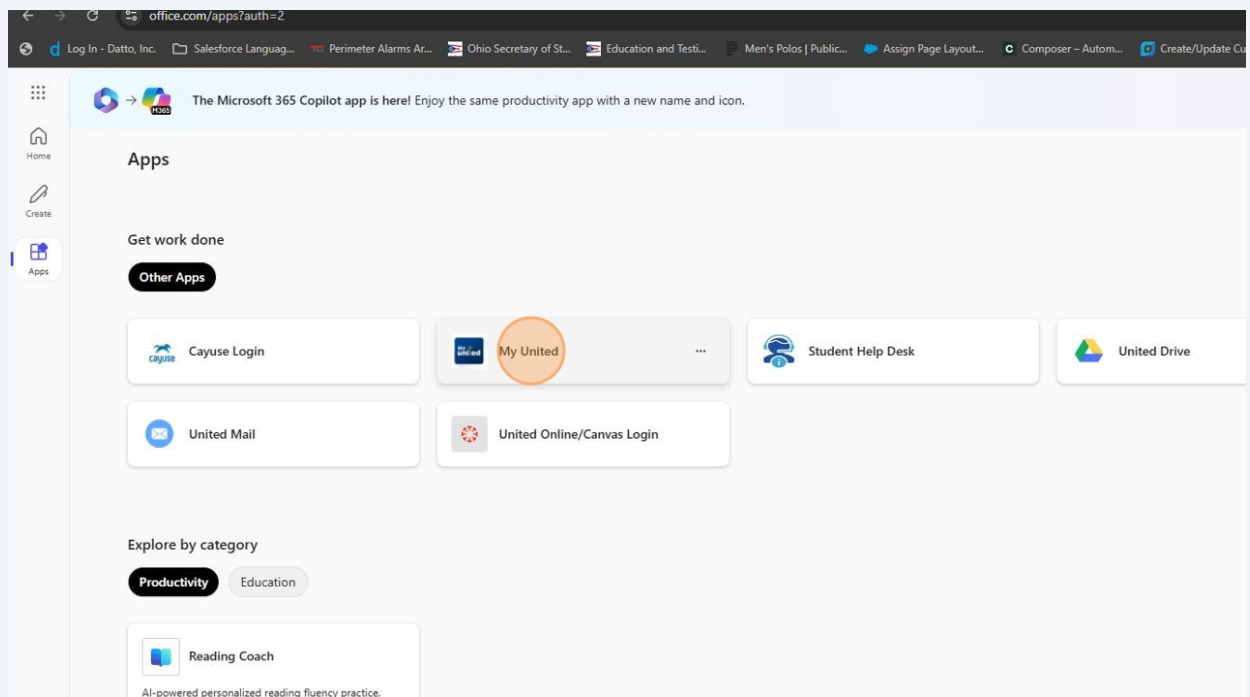 office.com/apps?auth=2
Log In - Datto, Inc. Salesforce Languag... Perimeter Alarms Ar... Ohio Secretary of St... Education and Testi... Men's Polos | Public... Assign Page Layout... Composer – Autom... Create/Update Cu
M365 The Microsoft 365 Copilot app is here! Enjoy the same productivity app with a new name and icon.
Home
Create
Apps
Apps
Get work done
Other Apps
cayuse Cayuse Login
My united My United
Student Help Desk
United Drive
United Mail
United Online/Canvas Login
Explore by category
Productivity Education
Reading Coach
AI-powered personalized reading fluency practice.